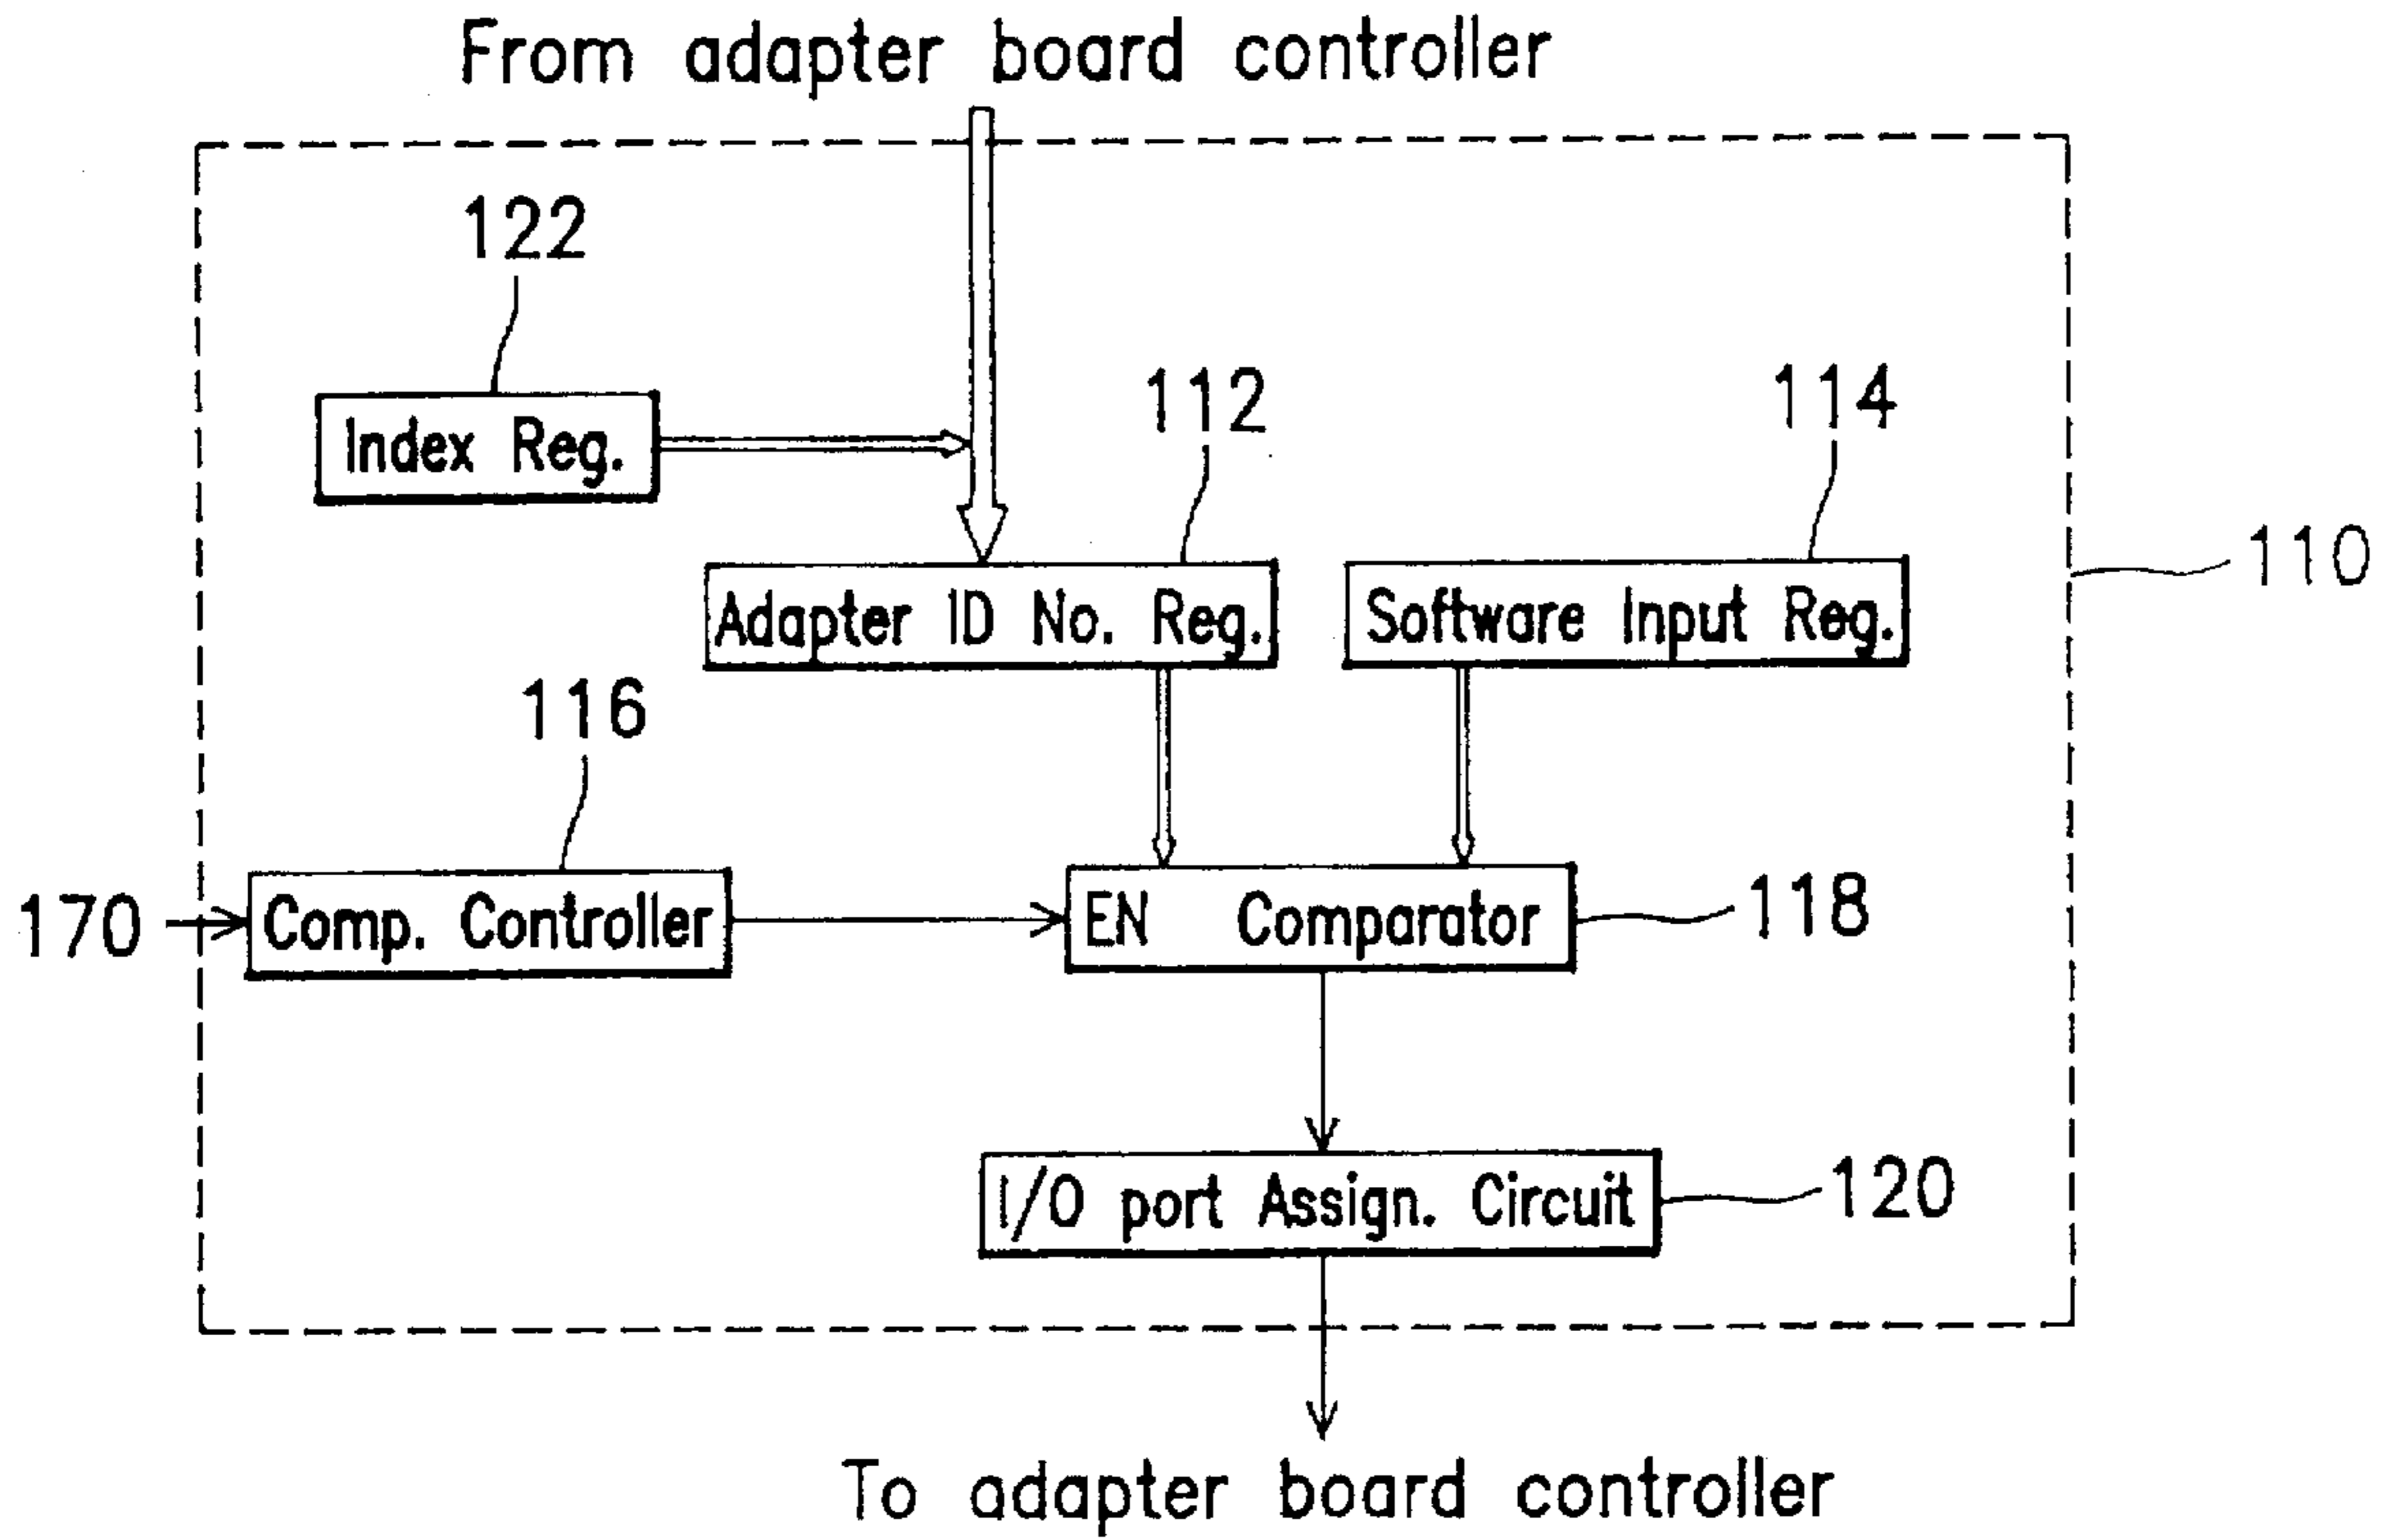 From adapter board controller
122
Index Reg.
112
114
110
Adapter ID No. Reg.
Software Input Reg.
116
170
Comp. Controller
EN Comparator
118
I/O port Assign. Circuit
120
To adapter board controller